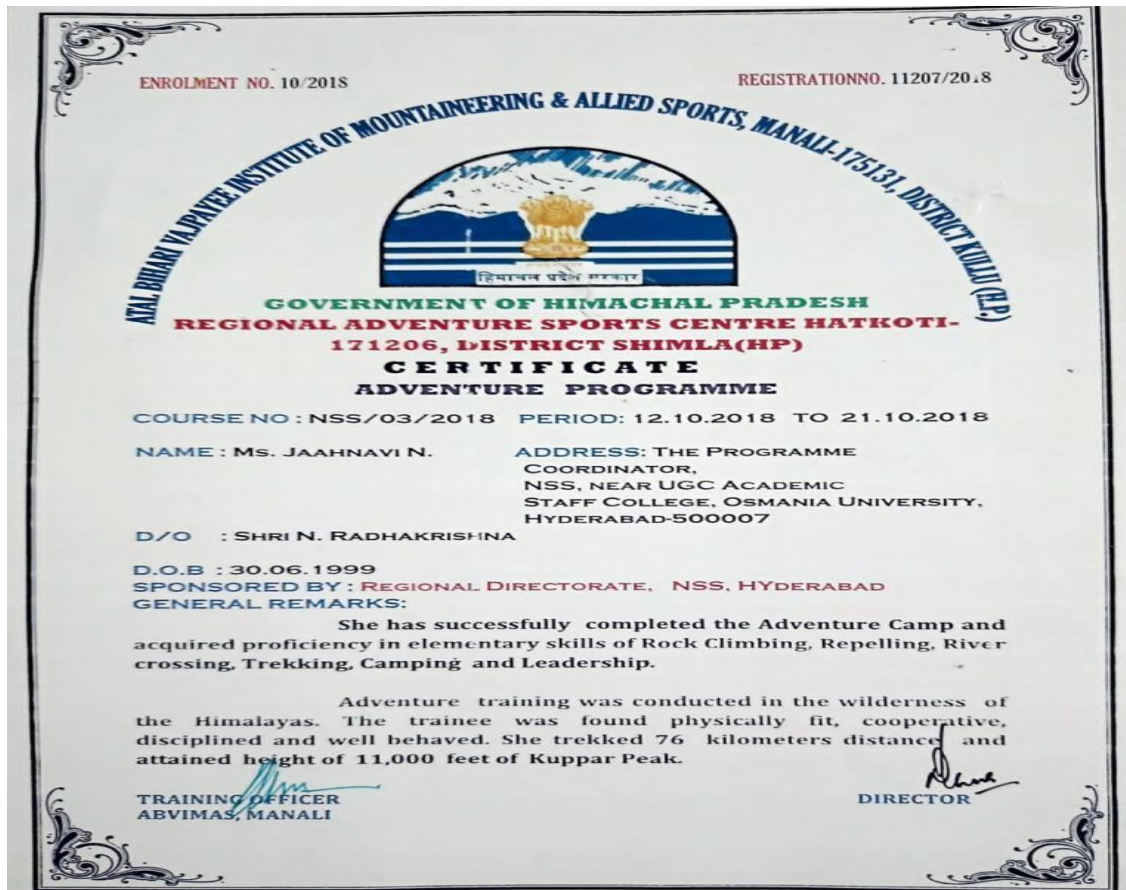 ENROLMENT NO. 10/2018
REGISTRATIONNO. 11207/2018
ATAL BIHARI VAJPAYEE INSTITUTE OF MOUNTAINEERING & ALLIED SPORTS, MANALI-175131, DISTRICT KULLU (H.P.)
हिमाचल प्रदेश सरकार
GOVERNMENT OF HIMACHAL PRADESH
REGIONAL ADVENTURE SPORTS CENTRE HATKOTI-
171206, DISTRICT SHIMLA(HP)
CERTIFICATE
ADVENTURE PROGRAMME
COURSE NO : NSS/03/2018 PERIOD: 12.10.2018 TO 21.10.2018
NAME : MS. JAAHNAVI N.
ADDRESS: THE PROGRAMME
COORDINATOR,
NSS, NEAR UGC ACADEMIC
STAFF COLLEGE, OSMANIA UNIVERSITY,
HYDERABAD-500007
D/O : SHRI N. RADHAKRISHNA
D.O.B : 30.06.1999
SPONSORED BY : REGIONAL DIRECTORATE, NSS, HYDERABAD
GENERAL REMARKS:
She has successfully completed the Adventure Camp and
acquired proficiency in elementary skills of Rock Climbing, Repelling, River
crossing, Trekking, Camping and Leadership.
Adventure training was conducted in the wilderness of
the Himalayas. The trainee was found physically fit, cooperative,
disciplined and well behaved. She trekked 76 kilometers distance and
attained height of 11,000 feet of Kuppar Peak.
TRAINING OFFICER
ABVIMAS, MANALI
DIRECTOR